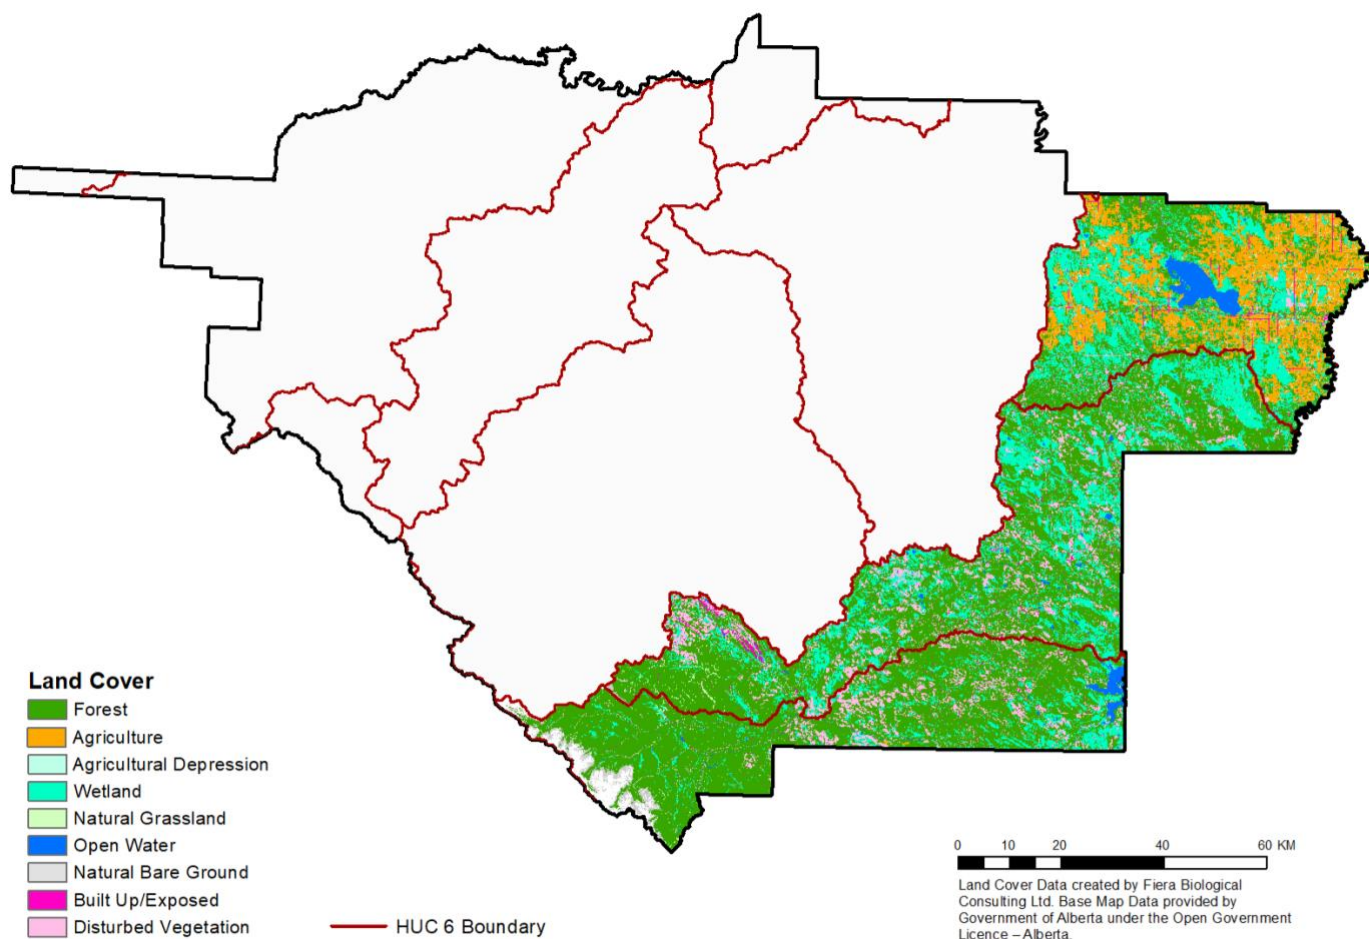 Land Cover
Forest
Agriculture
Agricultural Depression
Wetland
Natural Grassland
Open Water
Natural Bare Ground
Built Up/Exposed
Disturbed Vegetation
HUC 6 Boundary
0 10 20 40 60 KM
Land Cover Data created by Fiera Biological
Consulting Ltd. Base Map Data provided by
Government of Alberta under the Open Government
Licence – Alberta.